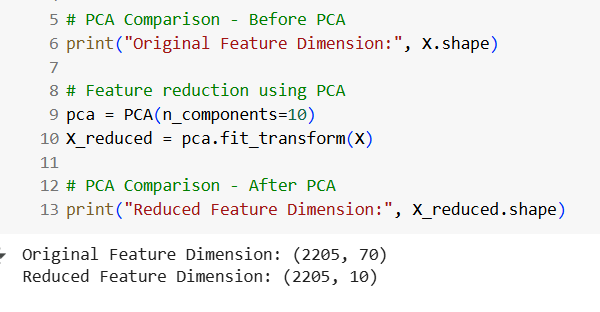 5 # PCA Comparison - Before PCA
6 print("Original Feature Dimension:", X.shape)
7
8 # Feature reduction using PCA
9 pca = PCA(n_components=10)
10 X_reduced = pca.fit_transform(X)
11
12 # PCA Comparison - After PCA
13 print("Reduced Feature Dimension:", X_reduced.shape)
Original Feature Dimension: (2205, 70)
Reduced Feature Dimension: (2205, 10)